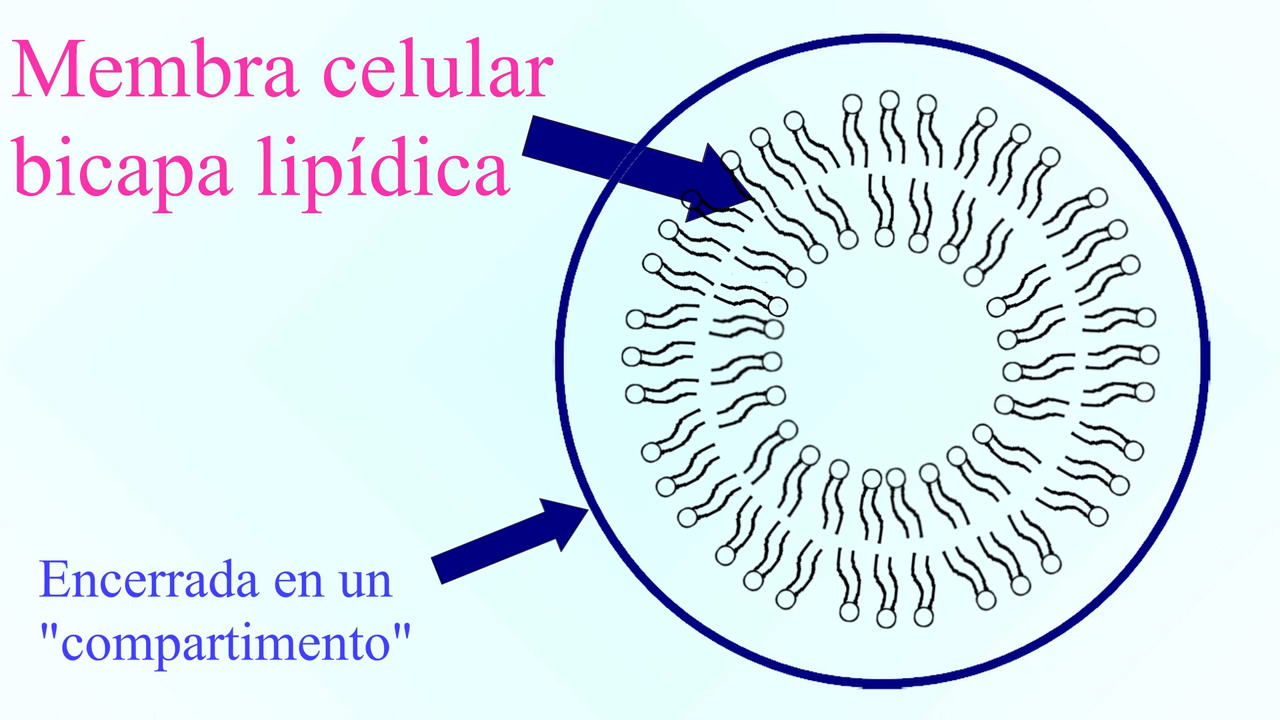 Membra celular
bicapa lipídica
Encerrada en un
"compartimento"